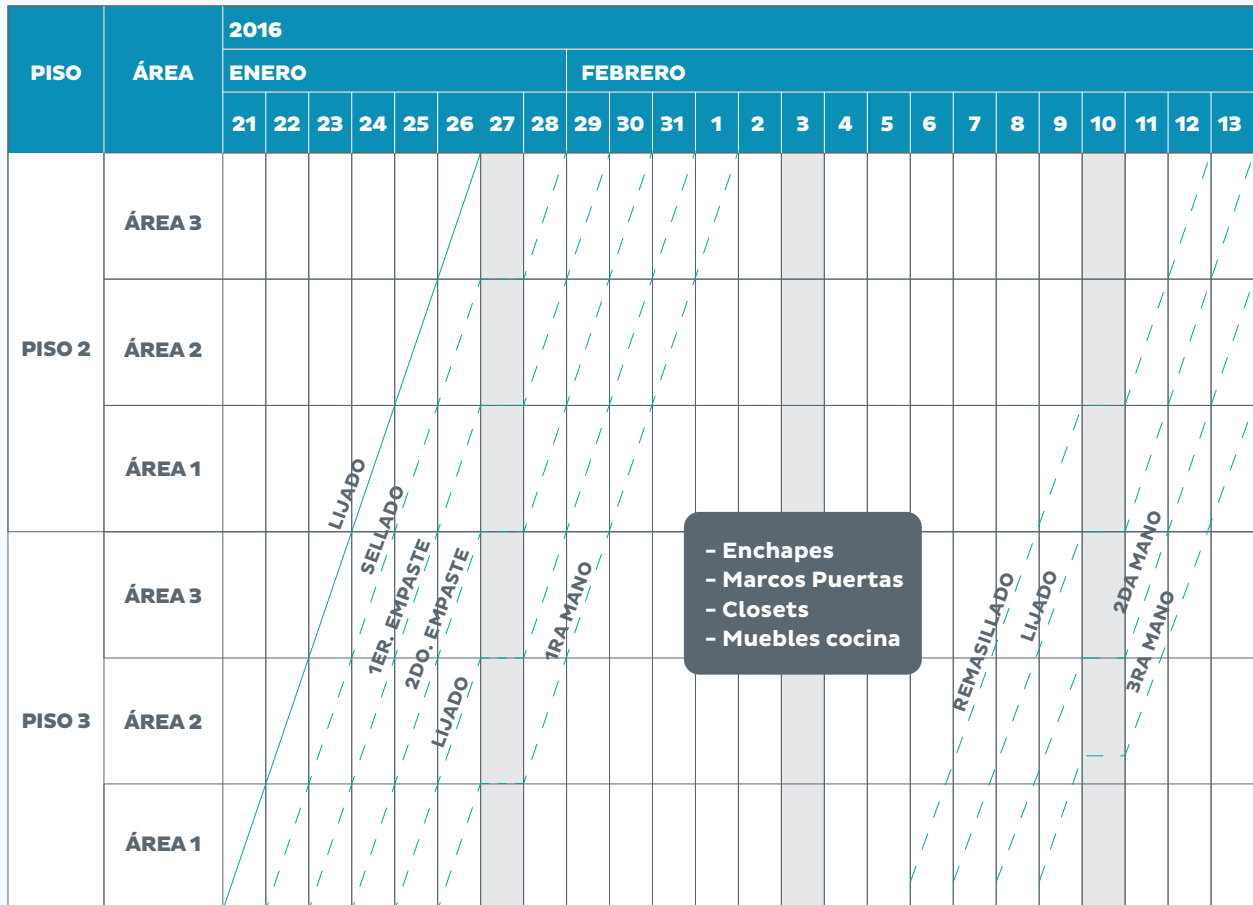 PISO
ÁREA
2016
ENERO
FEBRERO
21 22 23 24 25 26 27 28 29 30 31 1 2 3 4 5 6 7 8 9 10 11 12 13
PISO 2
ÁREA 3
ÁREA 2
ÁREA 1
PISO 3
ÁREA 3
ÁREA 2
ÁREA 1
LIJADO
SELLADO
1ER. EMPASTE
2DO. EMPASTE
LIJADO
1RA MANO
- Enchapes
- Marcos Puertas
- Closets
- Muebles cocina
REMASILLADO
LIJADO
2DA MANO
3RA MANO